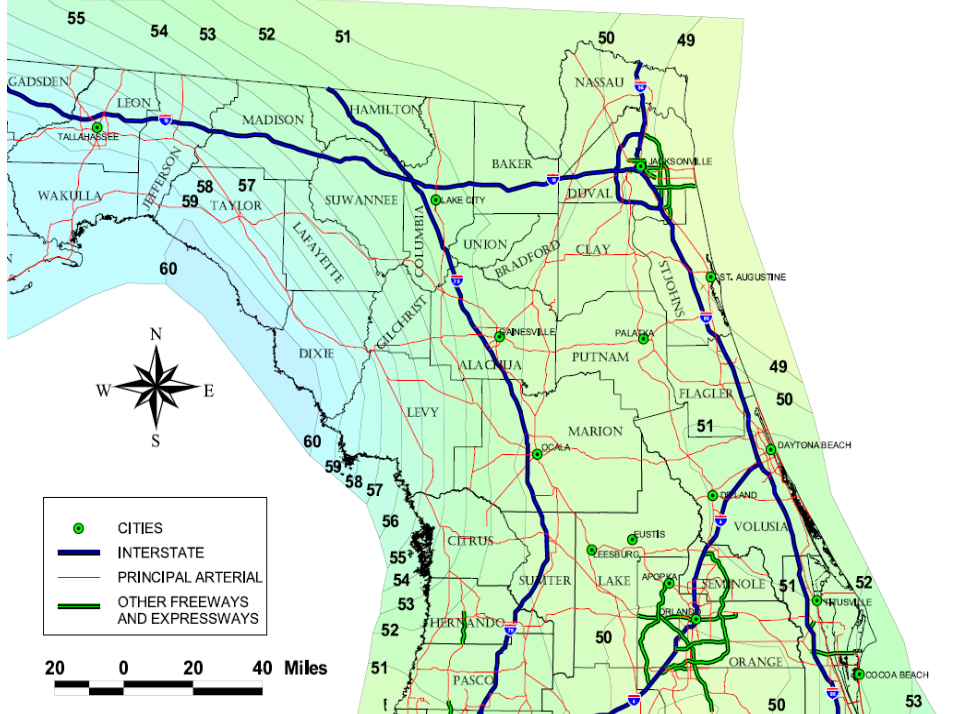 55
54
53
52
51
50
49
GADSDEN
LEON
HAMILTON
MADISON
NASSAU
TALLAHASSEE
BAKER
JACKSONVILLE
JEFFERSON
WAKULLA
58
57
59
TAYLOR
SUWANNEE
LAKE CITY
DUVAL
COLUMBIA
UNION
BRADFORD
CLAY
LAFAYETTE
60
75
ST. AUGUSTINE
ST JOHNS
GILCHRIST
GAINESVILLE
PALATKA
N
DIXIE
ALACHUA
PUTNAM
49
W
E
LEVY
FLAGLER
50
S
MARION
51
60
OCALA
DAYTONA BEACH
59
58
57
DELAND
56
VOLUSIA
CITIES
CITRUS
EUSTIS
INTERSTATE
LEESBURG
55
PRINCIPAL ARTERIAL
54
SUMTER
LAKE
APOPKA
SEMINOLE
51
52
OTHER FREEWAYS
AND EXPRESSWAYS
53
TITUSVILLE
ORLANDO
52
HERNANDO
75
50
20 0 20 40 Miles
51
ORANGE
PASCO
COCOA BEACH
50
53